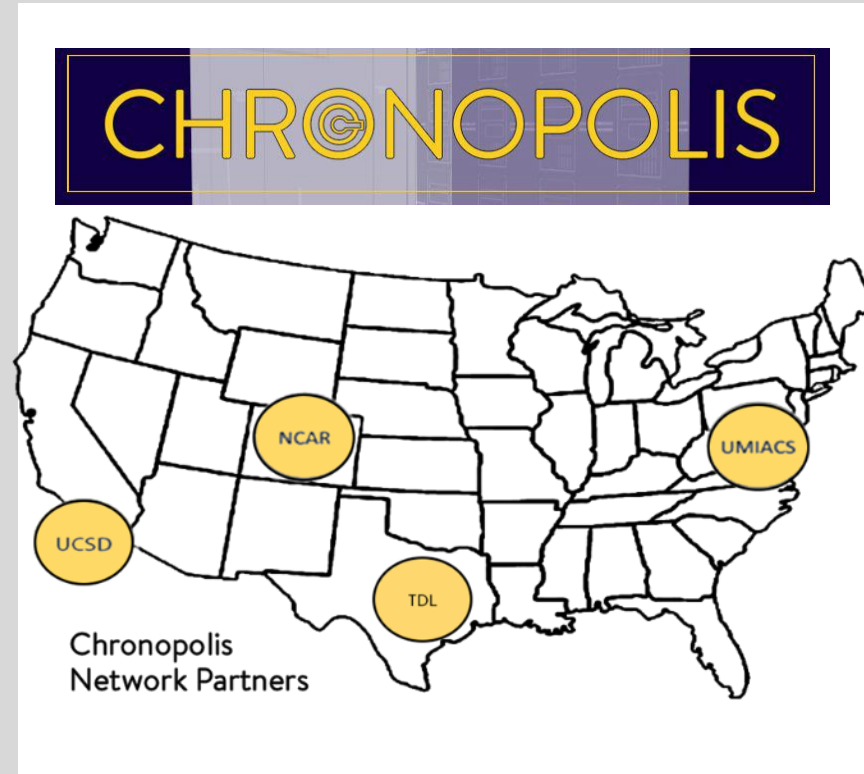 CHRONOPOLIS
NCAR
UMIACS
UCSD
TDL
Chronopolis
Network Partners